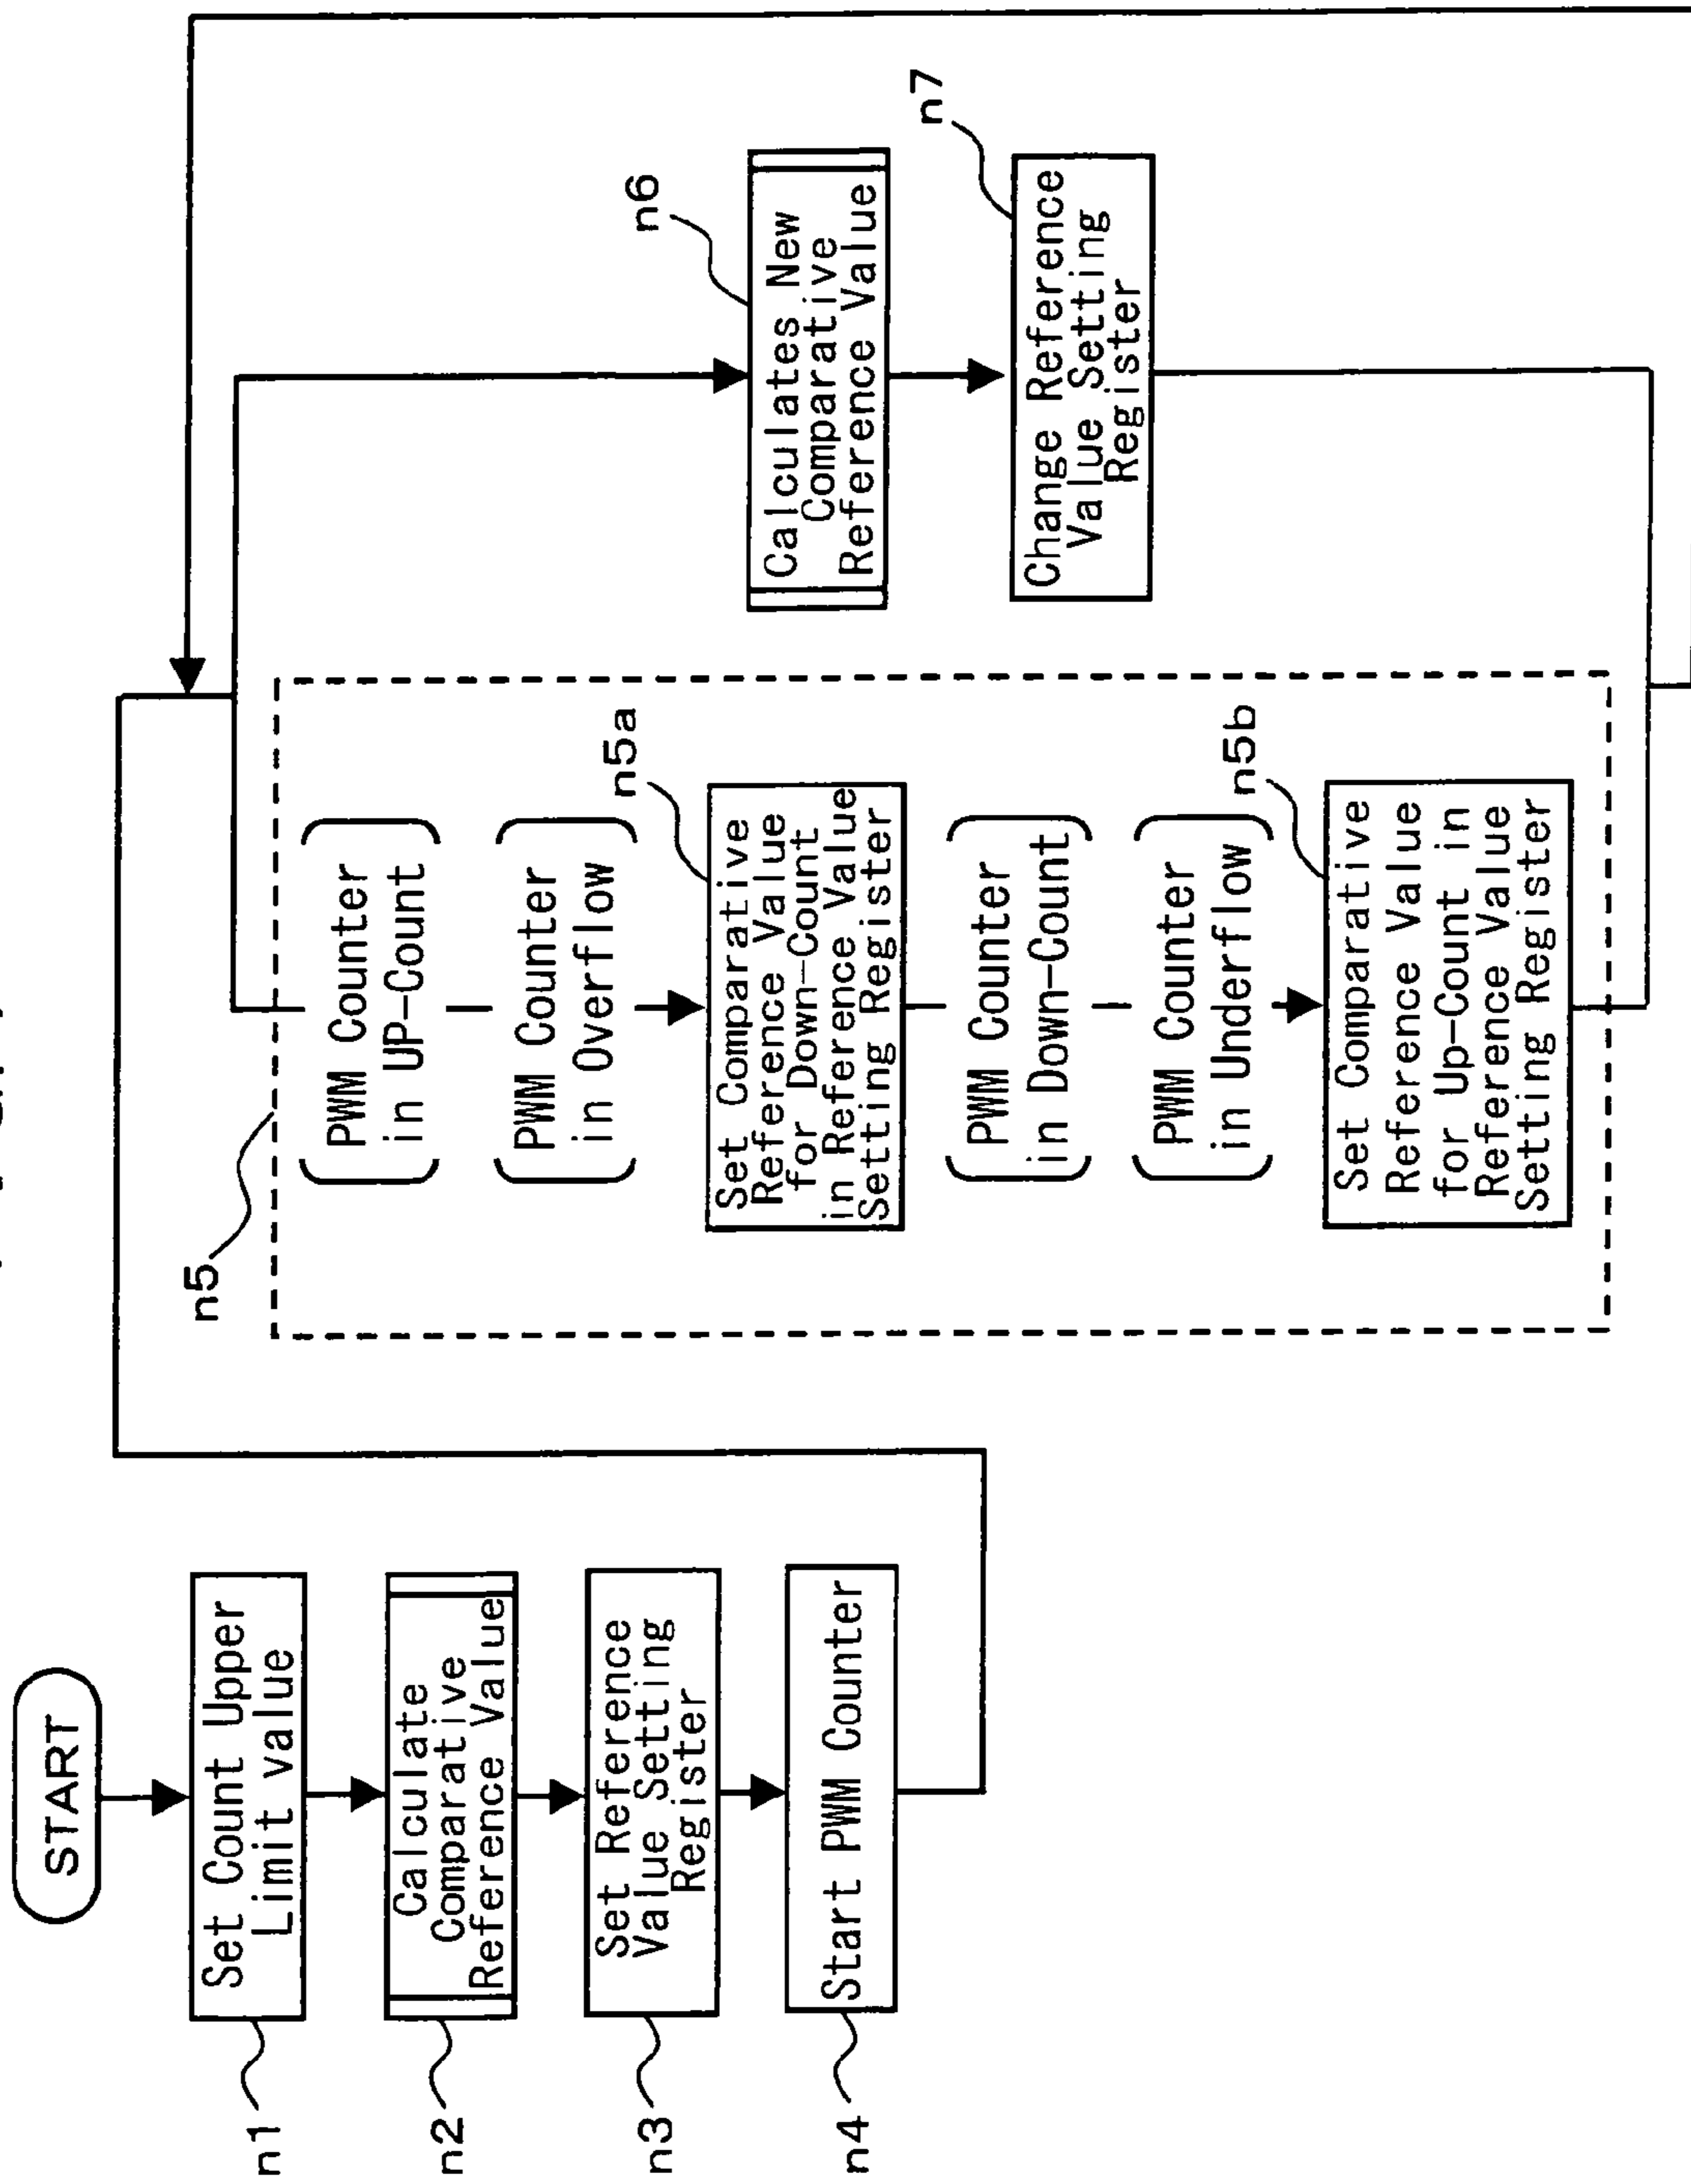 START
n1
Set Count Upper
Limit value
n2
Calculate
Comparative
Reference Value
n3
Set Reference
Value Setting
Register
n4
Start PWM Counter
n5
PWM Counter
in UP-Count
PWM Counter
in Overflow
n5a
Set Comparative
Reference Value
for Down-Count
in Reference Value
Setting Register
PWM Counter
in Down-Count
PWM Counter
in Underflow
n5b
Set Comparative
Reference Value
for Up-Count in
Reference Value
Setting Register
n6
Calculates New
Comparative
Reference Value
n7
Change Reference
Value Setting
Register